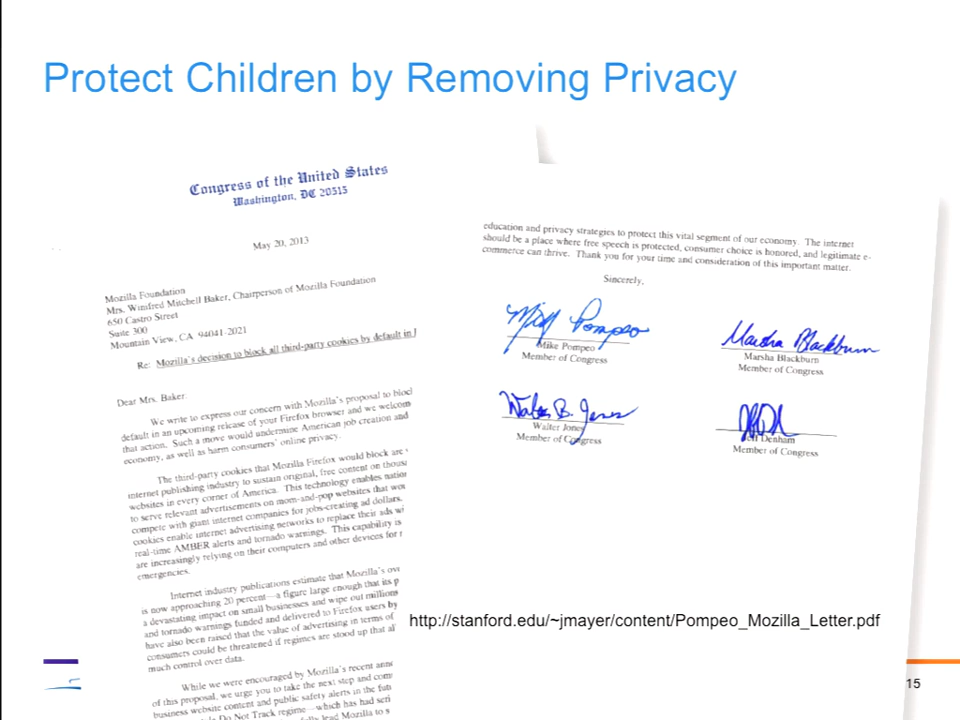 Protect Children by Removing Privacy
Congress of the United States
Washington, DC 20515
May 20, 2013
Mozilla Foundation
Mrs. Winifred Mitchell Baker, Chairperson of Mozilla Foundation
650 Castro Street
Suite 300
Mountain View, CA 94041-2021
Re: Mozilla's decision to block all third-party cookies by default in
Dear Mrs. Baker:
We write to express our concern with Mozilla's proposal to block
default in an upcoming release of your Firefox browser and we welcom
that action. Such a move would undermine American job creation and
economy, as well as harm consumers' online privacy.
The third-party cookies that Mozilla Firefox would block are
internet publishing industry to sustain original, free content on thous
websites in every corner of America. This technology enables natio
to serve relevant advertisements on mom-and-pop websites that wou
compete with giant internet companies for jobs-creating ad dollars.
cookies enable internet advertising networks to replace their ads wi
real-time AMBER alerts and tornado warnings. This capability is
are increasingly relying on their computers and other devices for
emergencies.
Internet industry publications estimate that Mozilla's ove
is now approaching 20 percent—a figure large enough that its p
a devastating impact on small businesses and wipe out millions
and tornado warnings funded and delivered to Firefox users by
have also been raised that the value of advertising in terms of
consumers could be threatened if regimes are stood up that al
much control over data.
While we were encouraged by Mozilla's recent ann
of this proposal, we urge you to take the next step and com
business website content and public safety alerts in the fut
Do Not Track regime—which has had seri
lead Mozilla to s
education and privacy strategies to protect this vital segment of our economy. The internet
should be a place where free speech is protected, consumer choice is honored, and legitimate e-
commerce can thrive. Thank you for your time and consideration of this important matter.
Sincerely,
Mike Pompeo
Mike Pompeo
Member of Congress
Marsha Blackburn
Marsha Blackburn
Member of Congress
Walter B. Jones
Walter Jones
Member of Congress
Jeff Denham
Member of Congress
http://stanford.edu/~jmayer/content/Pompeo_Mozilla_Letter.pdf
15